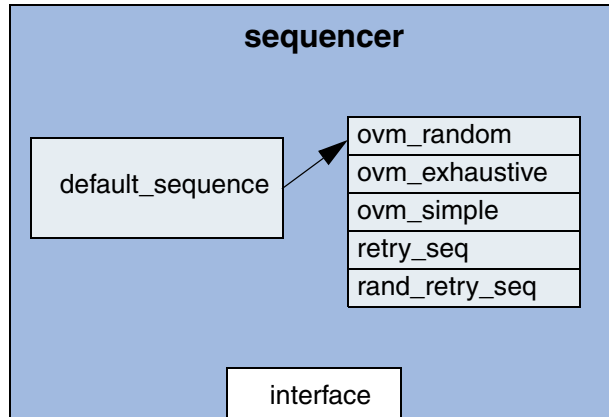 sequencer
default_sequence
ovm_random
ovm_exhaustive
ovm_simple
retry_seq
rand_retry_seq
interface